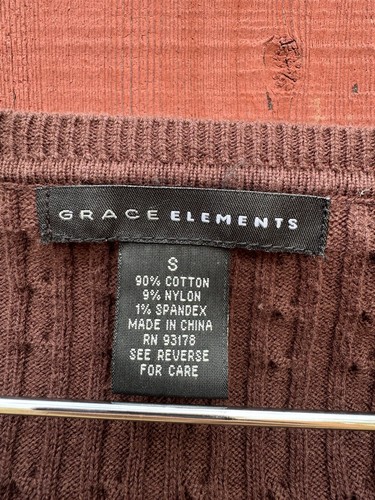 GRACE ELEMENTS
S
90% COTTON
9% NYLON
1% SPANDEX
MADE IN CHINA
RN 93178
SEE REVERSE
FOR CARE